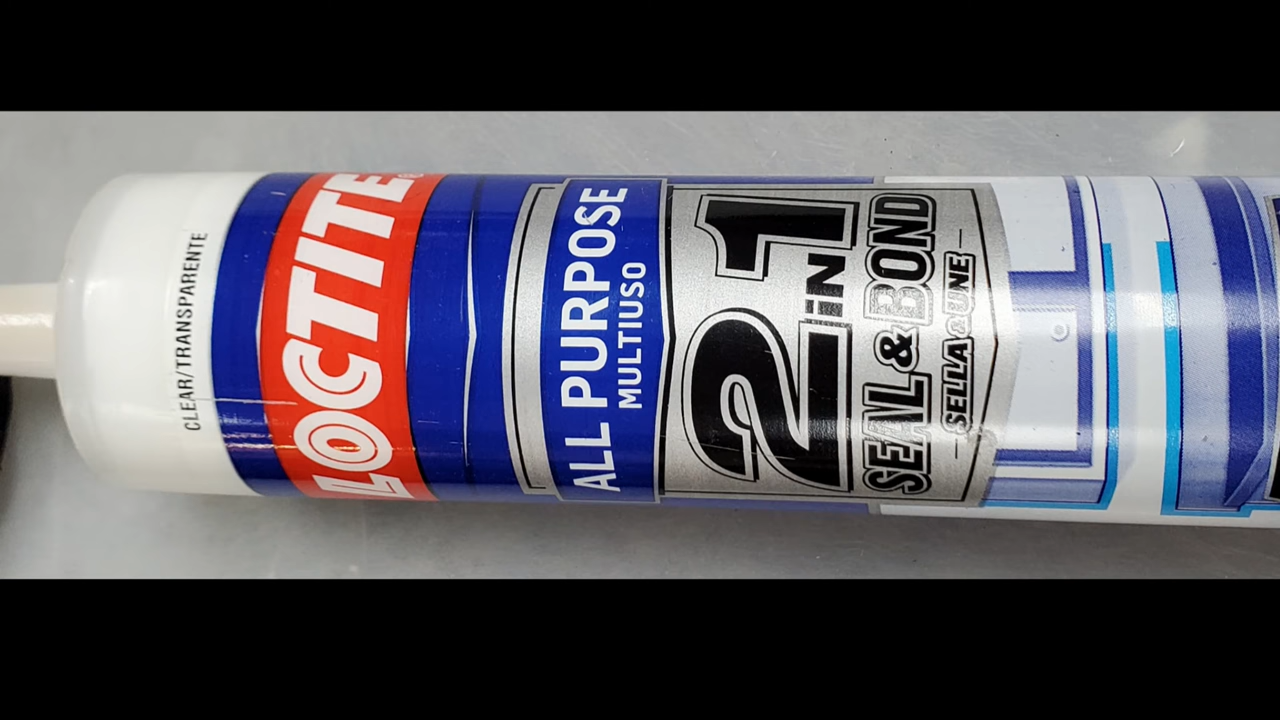 CLEAR/TRANSPARENTE
LOCTITE®
ALL PURPOSE
MULTIUSO
2 IN 1
SEAL & BOND
SELLA & UNE